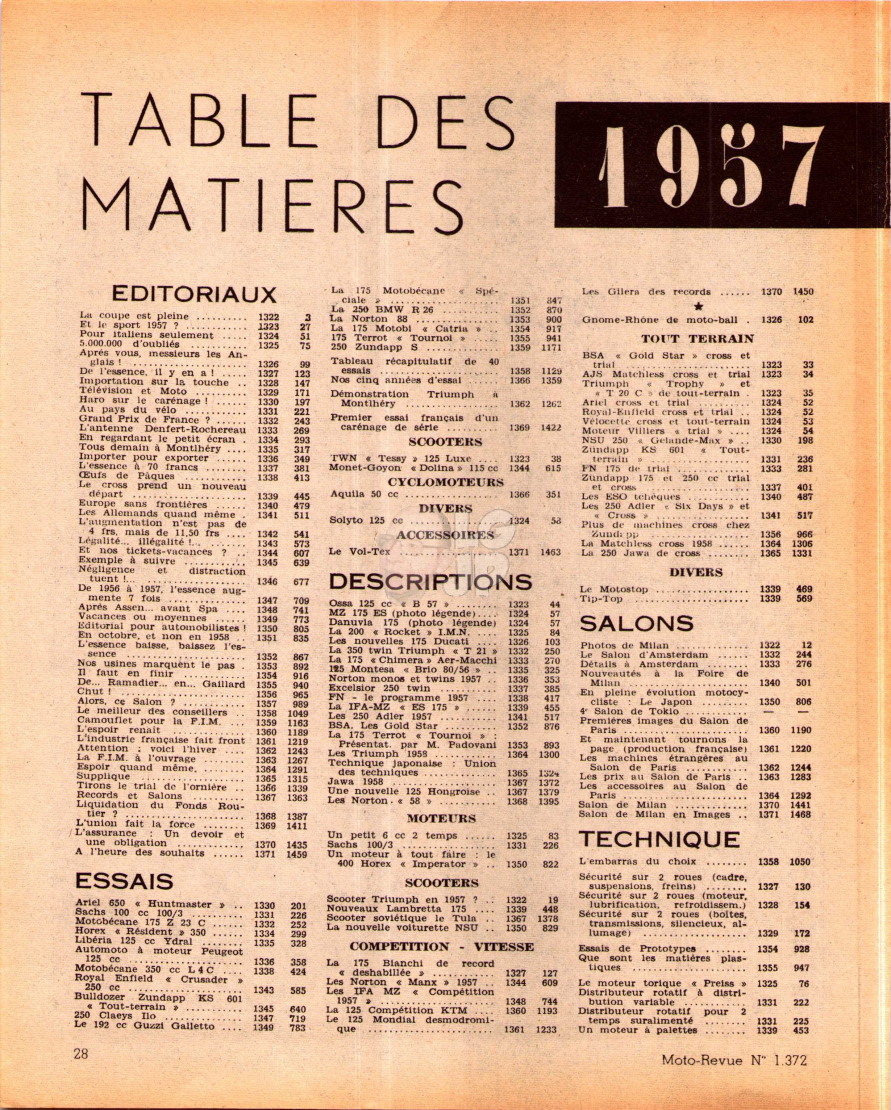 TABLE DES
MATIERES
1957
EDITORIAUX
La coupe est pleine .......... 1322 3
Et le sport 1957 ? ........... 1323 27
Pour italiens seulement ..... 1324 51
5.000.000 d'oubliés .......... 1325 75
Après vous, messieurs les An-
glais ! .................... 1326 99
De l'essence, il y en a ! ..... 1327 123
Importation sur la touche .. 1328 147
Télévision et Moto .......... 1329 171
Haro sur le carénage ! ...... 1330 197
Au pays du vélo ............ 1331 221
Grand Prix de France ? ..... 1332 243
L'antenne Denfert-Rochereau 1333 269
En regardant le petit écran . 1334 293
Tous demain à Montlhéry .. 1335 317
Importer pour exporter ..... 1336 349
L'essence à 70 francs ....... 1337 381
Œufs de Pâques ............ 1338 413
Le cross prend un nouveau
départ .................... 1339 445
Europe sans frontières ...... 1340 479
Les Allemands quand même . 1341 511
L'augmentation n'est pas de
4 frs, mais de 11,50 frs .... 1342 541
Légalité... illégalité !... ..... 1343 573
Et nos tickets-vacances ? .. 1344 607
Exemple à suivre ........... 1345 639
Négligence et distraction
tuent !... .................. 1346 677
De 1956 à 1957, l'essence aug-
mente 7 fois .............. 1347 709
Après Assen... avant Spa ... 1348 741
Vacances ou moyennes ..... 1349 773
Editorial pour automobilistes ! 1350 805
En octobre, et non en 1958 .. 1351 835
L'essence baisse, baissez l'es-
sence ..................... 1352 867
Nos usines marquent le pas . 1353 892
Il faut en finir ............ 1354 916
De... Ramadier... en... Gaillard 1355 940
Chut ! ..................... 1356 965
Alors, ce Salon ? ........... 1357 989
Le meilleur des conseillers .. 1358 1049
Camouflet pour la F.I.M. ... 1359 1163
L'espoir renaît ............. 1360 1189
L'industrie française fait front 1361 1219
Attention : voici l'hiver ..... 1362 1243
La F.I.M. à l'ouvrage ...... 1363 1267
Espoir quand même. ........ 1364 1291
Supplique .................. 1365 1315
Tirons le trial de l'ornière .. 1366 1339
Records et Salons .......... 1367 1363
Liquidation du Fonds Rou-
tier ? ..................... 1368 1387
L'union fait la force ........ 1369 1411
L'assurance : Un devoir et
une obligation ............ 1370 1435
A l'heure des souhaits ...... 1371 1459
ESSAIS
Ariel 650 « Huntmaster » .. 1330 201
Sachs 100 cc 100/3 ......... 1331 226
Motobécane 175 Z 23 C ..... 1332 252
Horex « Résident » 350 ..... 1334 299
Libéria 125 cc Ydral ........ 1335 328
Automoto à moteur Peugeot
125 cc .................... 1336 358
Motobécane 350 cc L 4 C .... 1338 424
Royal Enfield « Crusader »
250 cc .................... 1343 585
Bulldozer Zundapp KS 601
« Tout-terrain » ........... 1345 640
250 Claeys Ilo .............. 1347 719
Le 192 cc Guzzi Galletto .... 1349 783
La 175 Motobécane « Spé-
ciale » .................... 1351 847
La 250 BMW R 26 .......... 1352 870
La Norton 88 .............. 1353 900
La 175 Motobi « Catria » .. 1354 917
175 Terrot « Tournoi » ..... 1355 941
250 Zundapp S ............. 1359 1171
Tableau récapitulatif de 40
essais .................... 1358 1129
Nos cinq années d'essai ..... 1366 1359
Démonstration Triumph à
Montlhéry ................ 1362 1262
Premier essai français d'un
carénage de série .......... 1369 1422
SCOOTERS
TWN « Tessy » 125 Luxe .... 1323 38
Monet-Goyon « Dolina » 115 cc 1344 615
CYCLOMOTEURS
Aquila 50 cc ............... 1366 351
DIVERS
Solyto 125 cc ............... 1324 58
ACCESSOIRES
Le Vol-Tex ................. 1371 1463
DESCRIPTIONS
Ossa 125 cc « B 57 » ........ 1323 44
MZ 175 ES (photo légende).... 1324 57
Danuvia 175 (photo légende) 1324 57
La 200 « Rocket » I.M.N. .... 1325 84
Les nouvelles 175 Ducati .... 1326 103
La 350 twin Triumph « T 21 » 1332 250
La 175 « Chimera » Aer-Macchi 1333 270
125 Montesa « Brio 80/56 » .. 1335 325
Norton monos et twins 1957 .. 1336 353
Excelsior 250 twin .......... 1337 385
FN - le programme 1957 .... 1338 417
La IFA-MZ « ES 175 » ...... 1339 455
Les 250 Adler 1957 .......... 1341 517
BSA, Les Gold Star ......... 1352 876
La 175 Terrot « Tournoi » :
Présentat. par M. Padovani 1353 893
Les Triumph 1958 .......... 1364 1300
Technique japonaise : Union
des techniques ............ 1365 1324
Jawa 1958 .................. 1367 1372
Une nouvelle 125 Hongroise .. 1367 1379
Les Norton « 58 » .......... 1368 1395
MOTEURS
Un petit 6 cc 2 temps ...... 1325 83
Sachs 100/3 ................ 1331 226
Un moteur à tout faire : le
400 Horex « Imperator » .. 1350 822
SCOOTERS
Scooter Triumph en 1957 ? .. 1322 19
Nouveaux Lambretta 175 .... 1339 448
Scooter soviétique le Tula .. 1367 1378
La nouvelle voiturette NSU .. 1350 829
COMPETITION - VITESSE
La 175 Bianchi de record
« deshabillée » ............ 1327 127
Les Norton « Manx » 1957 .. 1344 609
Les IFA MZ « Compétition
1957 » ..................... 1348 744
La 125 Compétition KTM .... 1360 1193
Le 125 Mondial desmodromi-
que ...................... 1361 1233
Les Gilera des records ...... 1370 1450
★
Gnome-Rhône de moto-ball . 1326 102
TOUT TERRAIN
BSA « Gold Star » cross et
trial ...................... 1323 33
AJS Matchless cross et trial 1323 34
Triumph « Trophy » et
« T 20 C » de tout-terrain . 1323 35
Ariel cross et trial .......... 1324 52
Royal-Enfield cross et trial .. 1324 52
Vélocette cross et tout-terrain 1324 53
Moteur Villiers « trial » .... 1324 54
NSU 250 « Gelande-Max » .. 1330 198
Zundapp KS 601 « Tout-
terrain » .................. 1331 236
FN 175 de trial ............. 1333 281
Zundapp 175 et 250 cc trial
et cross ................... 1337 401
Les ESO tchèques .......... 1340 487
Les 250 Adler « Six Days » et
« Cross » .................. 1341 517
Plus de machines cross chez
Zundapp .................. 1356 966
La Matchless cross 1958 ..... 1364 1306
La 250 Jawa de cross ....... 1365 1331
DIVERS
Le Motostop ................ 1339 469
Tip-Top .................... 1339 569
SALONS
Photos de Milan ............ 1322 12
Le Salon d'Amsterdam ...... 1332 244
Détails à Amsterdam ....... 1333 276
Nouveautés à la Foire de
Milan ..................... 1340 501
En pleine évolution motocy-
cliste : Le Japon .......... 1350 806
4e Salon de Tokio .......... — —
Premières images du Salon de
Paris ..................... 1360 1190
Et maintenant tournons la
page (production française) 1361 1220
Les machines étrangères au
Salon de Paris ............ 1362 1244
Les prix au Salon de Paris .. 1363 1283
Les accessoires au Salon de
Paris ..................... 1364 1292
Salon de Milan ............. 1370 1441
Salon de Milan en Images .. 1371 1468
TECHNIQUE
L'embarras du choix ........ 1358 1050
Sécurité sur 2 roues (cadre,
suspensions, freins) ........ 1327 130
Sécurité sur 2 roues (moteur,
lubrification, refroidissem.) 1328 154
Sécurité sur 2 roues (boîtes,
transmissions, silencieux, al-
lumage) ................... 1329 172
Essais de Prototypes ........ 1354 928
Que sont les matières plas-
tiques .................... 1355 947
Le moteur torique « Preiss » 1325 76
Distributeur rotatif à distri-
bution variable ........... 1331 222
Distributeur rotatif pour 2
temps suralimenté ........ 1331 225
Un moteur à palettes ....... 1339 453
28
Moto-Revue N° 1.372